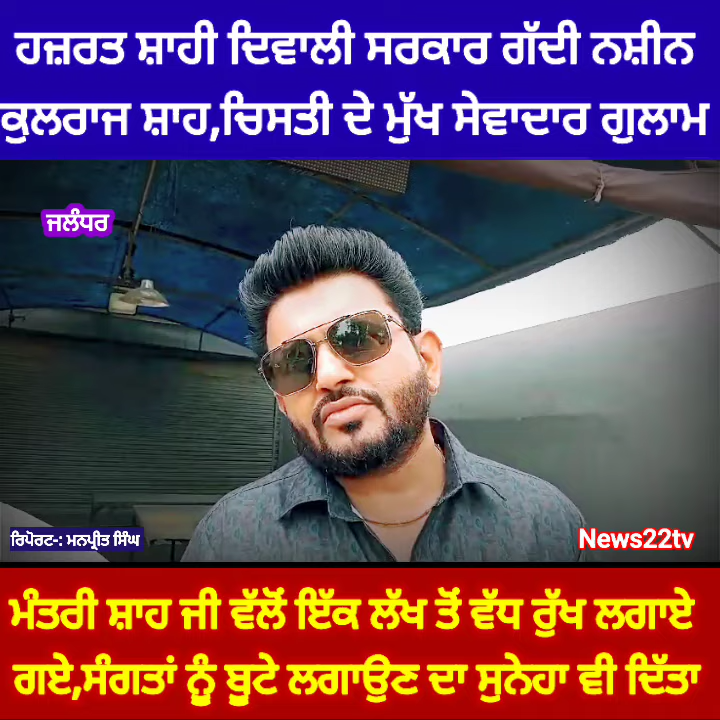 ਹਜ਼ਰਤ ਸ਼ਾਹੀ ਦਿਵਾਲੀ ਸਰਕਾਰ ਗੱਦੀ ਨਸ਼ੀਨ
ਕੁਲਰਾਜ ਸ਼ਾਹ,ਚਿਸਤੀ ਦੇ ਮੁੱਖ ਸੇਵਾਦਾਰ ਗੁਲਾਮ
ਜਲੰਧਰ
ਰਿਪੋਰਟ-: ਮਨਪ੍ਰੀਤ ਸਿੰਘ
News22tv
ਮੰਤਰੀ ਸ਼ਾਹ ਜੀ ਵੱਲੋਂ ਇੱਕ ਲੱਖ ਤੋਂ ਵੱਧ ਰੁੱਖ ਲਗਾਏ
ਗਏ,ਸੰਗਤਾਂ ਨੂੰ ਬੂਟੇ ਲਗਾਉਣ ਦਾ ਸੁਨੇਹਾ ਵੀ ਦਿੱਤਾ